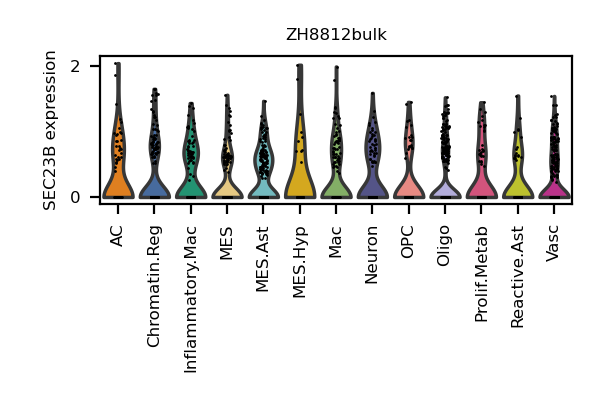 ZH8812bulk
SEC23B expression
2
0
AC
Chromatin.Reg
Inflammatory.Mac
MES
MES.Ast
MES.Hyp
Mac
Neuron
OPC
Oligo
Prolif.Metab
Reactive.Ast
Vasc